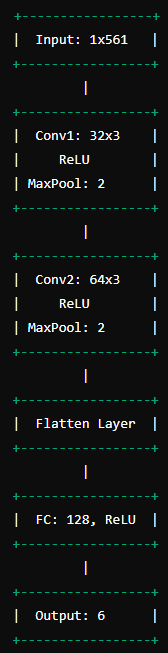 Input: 1x561
Conv1: 32x3
ReLU
MaxPool: 2
Conv2: 64x3
ReLU
MaxPool: 2
Flatten Layer
FC: 128, ReLU
Output: 6